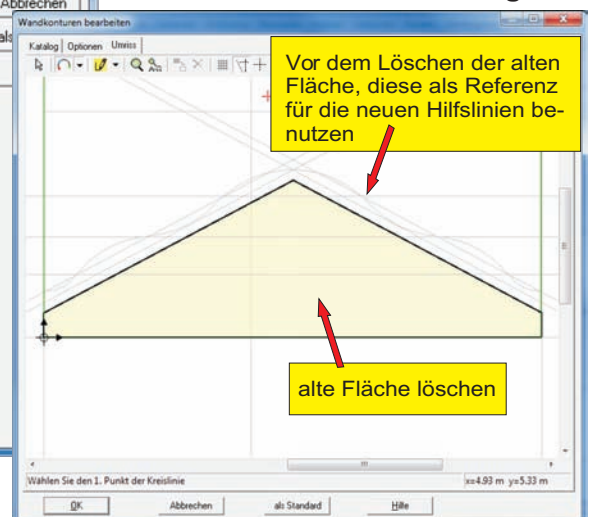 Abbrechen
als
Wandkonturen bearbeiten
Katalog Optionen Umriss
Vor dem Löschen der alten
Fläche, diese als Referenz
für die neuen Hilfslinien be-
nutzen
alte Fläche löschen
Wählen Sie den 1. Punkt der Kreislinie
x=4.93 m y=5.33 m
OK Abbrechen als Standard Hilfe